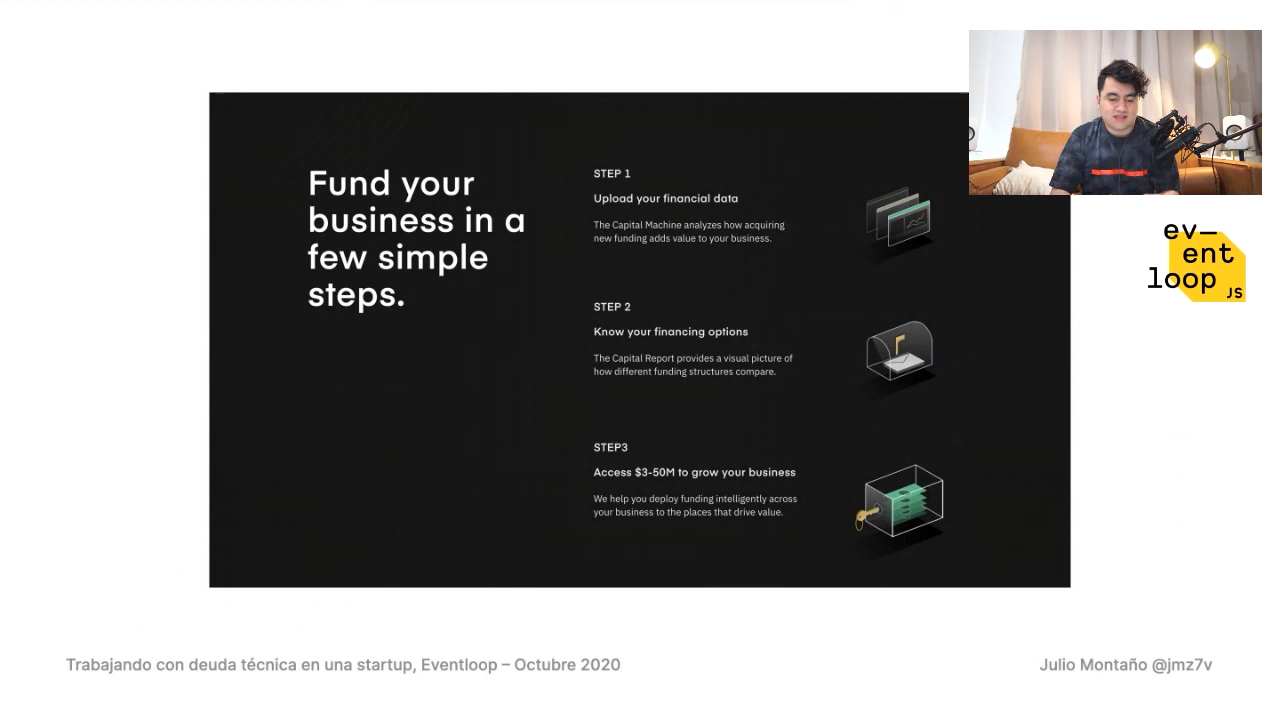 Fund your
business in a
few simple
steps.
STEP 1
Upload your financial data
The Capital Machine analyzes how acquiring
new funding adds value to your business.
STEP 2
Know your financing options
The Capital Report provides a visual picture of
how different funding structures compare.
STEP3
Access $3-50M to grow your business
We help you deploy funding intelligently across
your business to the places that drive value.
ev—
ent
loop
JS
Trabajando con deuda técnica en una startup, Eventloop – Octubre 2020
Julio Montaño @jmz7v